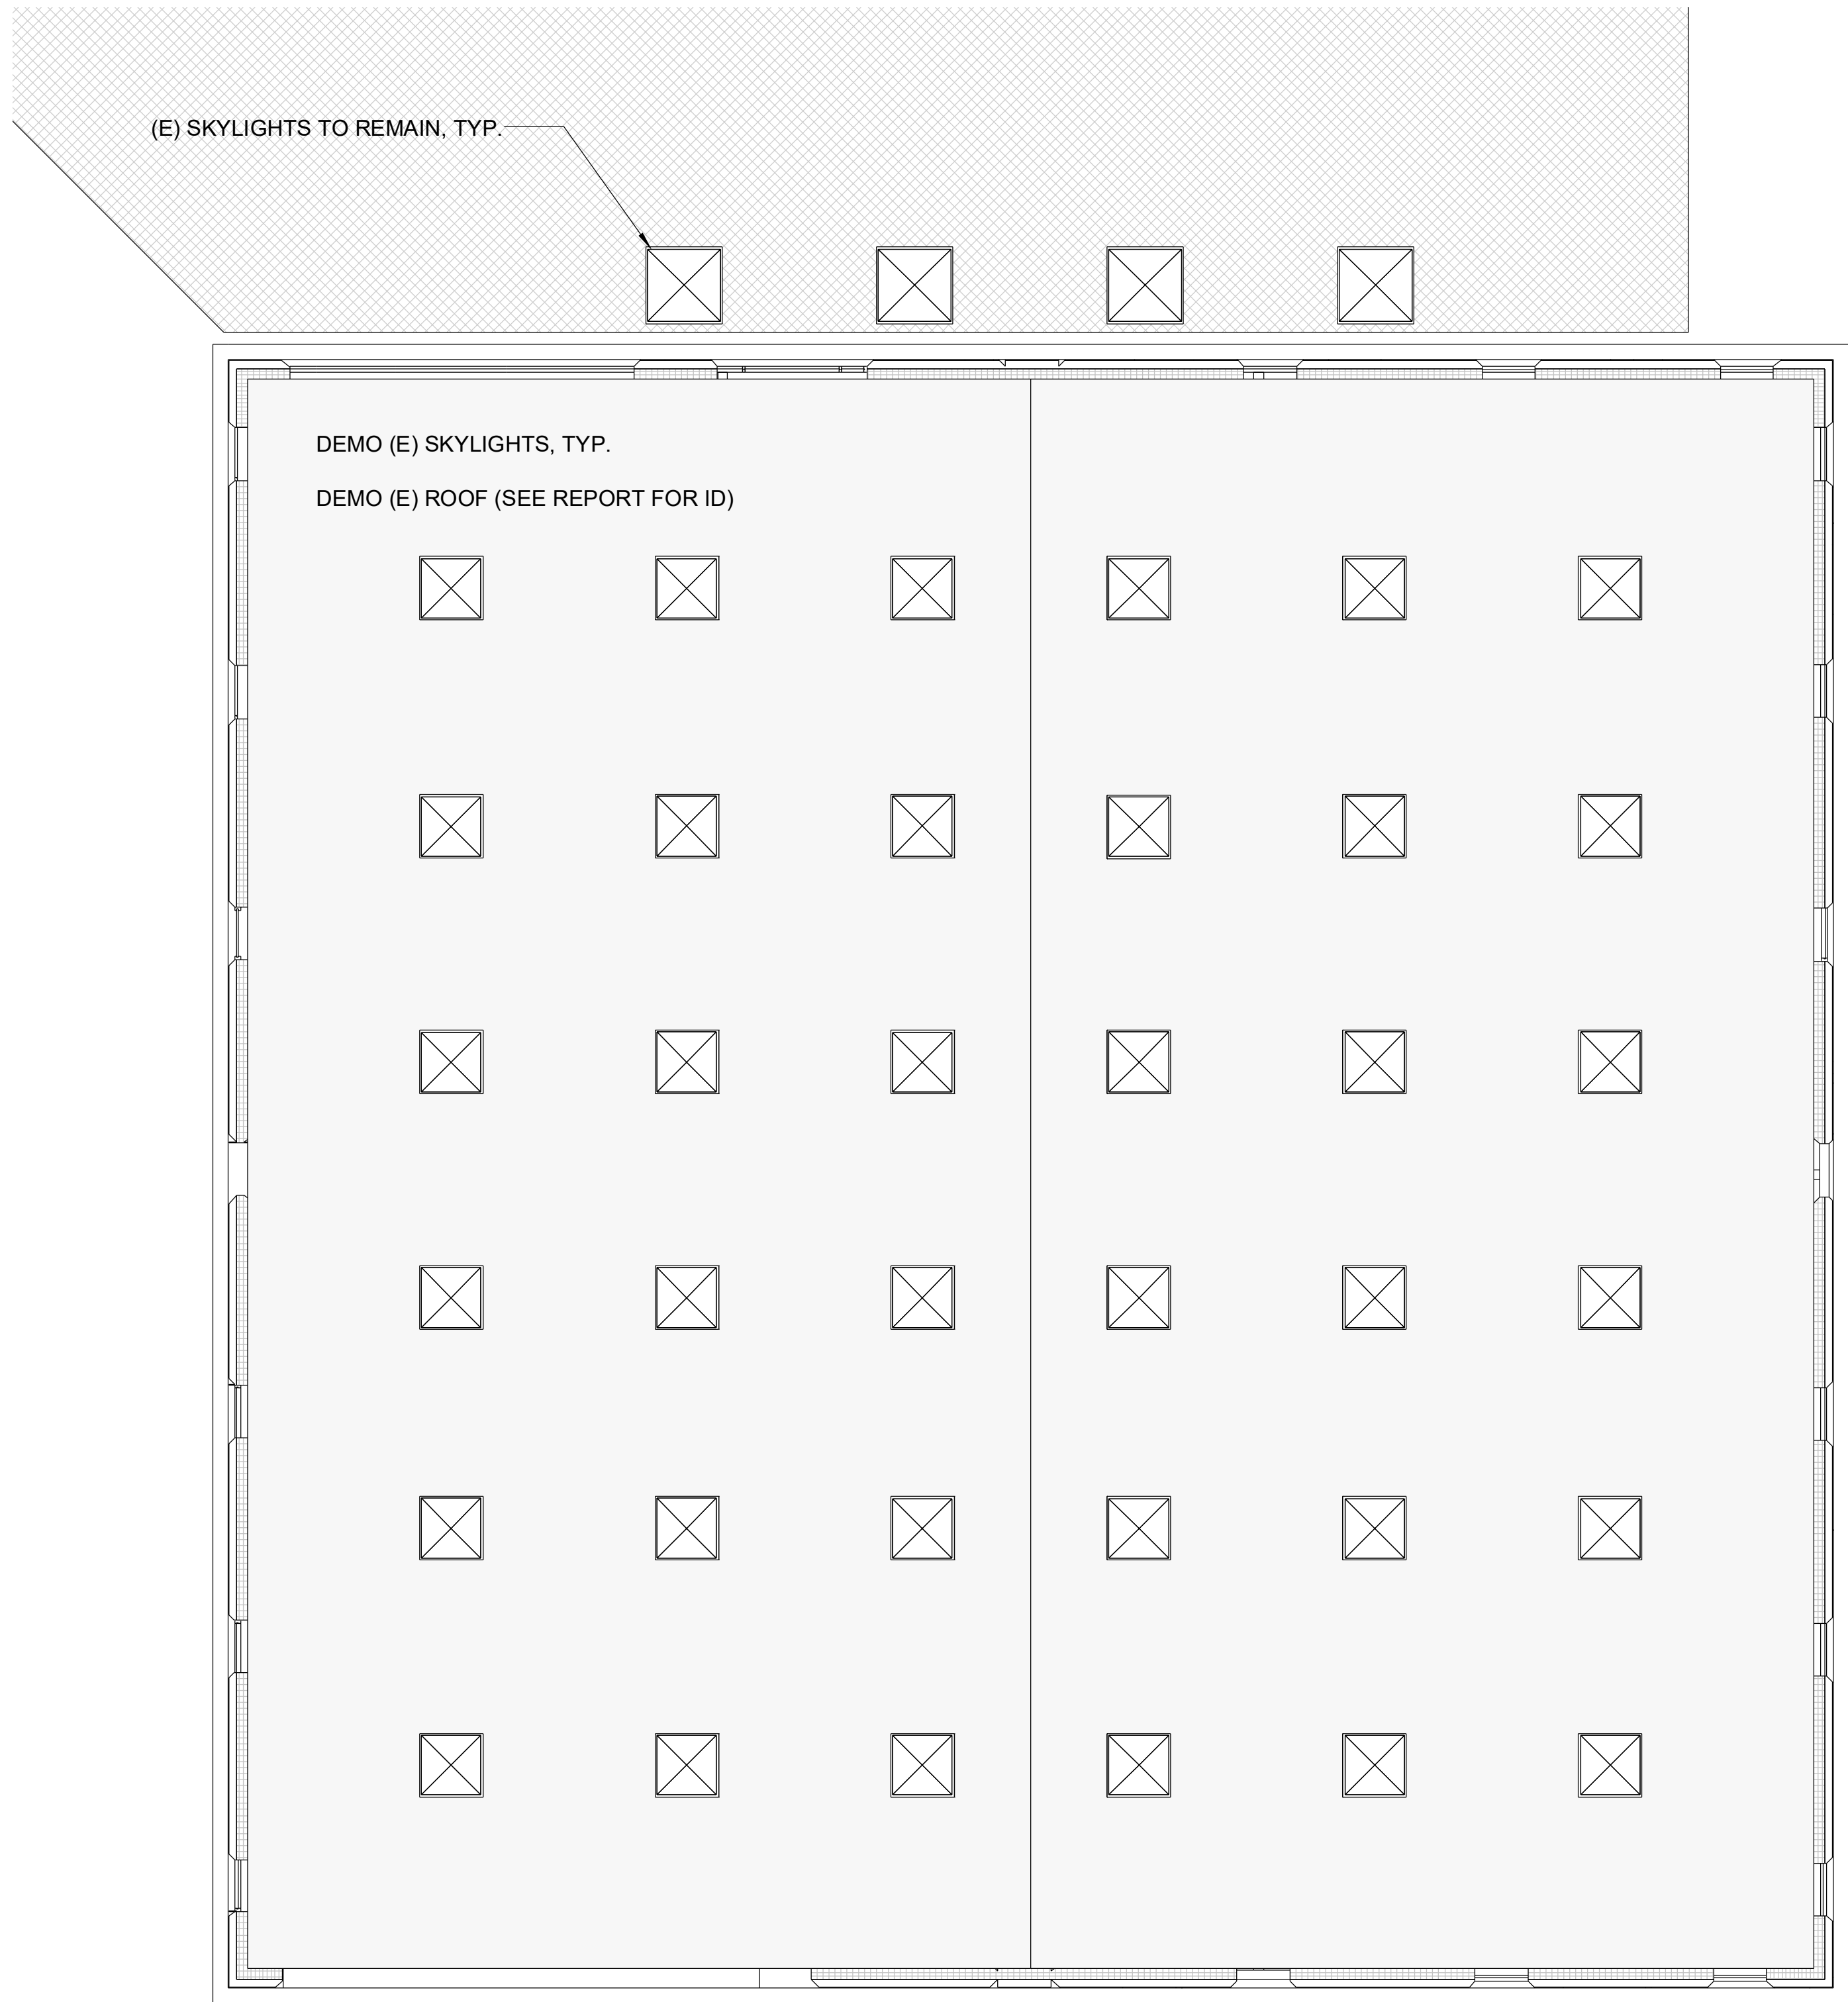 (E) SKYLIGHTS TO REMAIN, TYP.
DEMO (E) SKYLIGHTS, TYP.
DEMO (E) ROOF (SEE REPORT FOR ID)